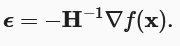 ϵ = −H⁻¹∇f(x).